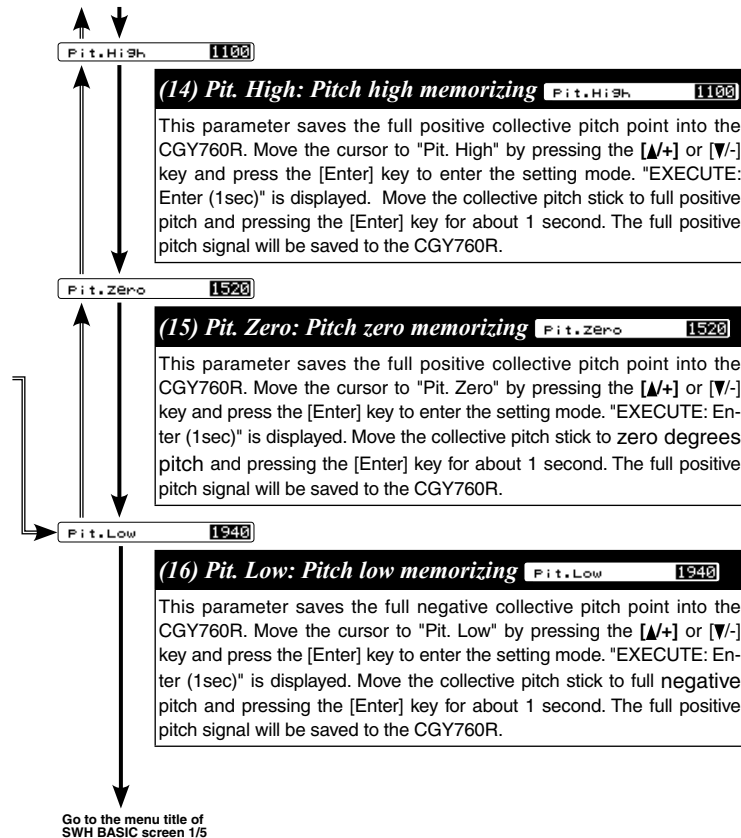 Pit.High 1100
(14) Pit. High: Pitch high memorizing Pit.High 1100
This parameter saves the full positive collective pitch point into the
CGY760R. Move the cursor to "Pit. High" by pressing the [▲/+] or [▼/-]
key and press the [Enter] key to enter the setting mode. "EXECUTE:
Enter (1sec)" is displayed. Move the collective pitch stick to full positive
pitch and pressing the [Enter] key for about 1 second. The full positive
pitch signal will be saved to the CGY760R.
Pit.Zero 1520
(15) Pit. Zero: Pitch zero memorizing Pit.Zero 1520
This parameter saves the full positive collective pitch point into the
CGY760R. Move the cursor to "Pit. Zero" by pressing the [▲/+] or [▼/-]
key and press the [Enter] key to enter the setting mode. "EXECUTE: En-
ter (1sec)" is displayed. Move the collective pitch stick to zero degrees
pitch and pressing the [Enter] key for about 1 second. The full positive
pitch signal will be saved to the CGY760R.
Pit.Low 1940
(16) Pit. Low: Pitch low memorizing Pit.Low 1940
This parameter saves the full negative collective pitch point into the
CGY760R. Move the cursor to "Pit. Low" by pressing the [▲/+] or [▼/-]
key and press the [Enter] key to enter the setting mode. "EXECUTE: En-
ter (1sec)" is displayed. Move the collective pitch stick to full negative
pitch and pressing the [Enter] key for about 1 second. The full positive
pitch signal will be saved to the CGY760R.
Go to the menu title of
SWH BASIC screen 1/5